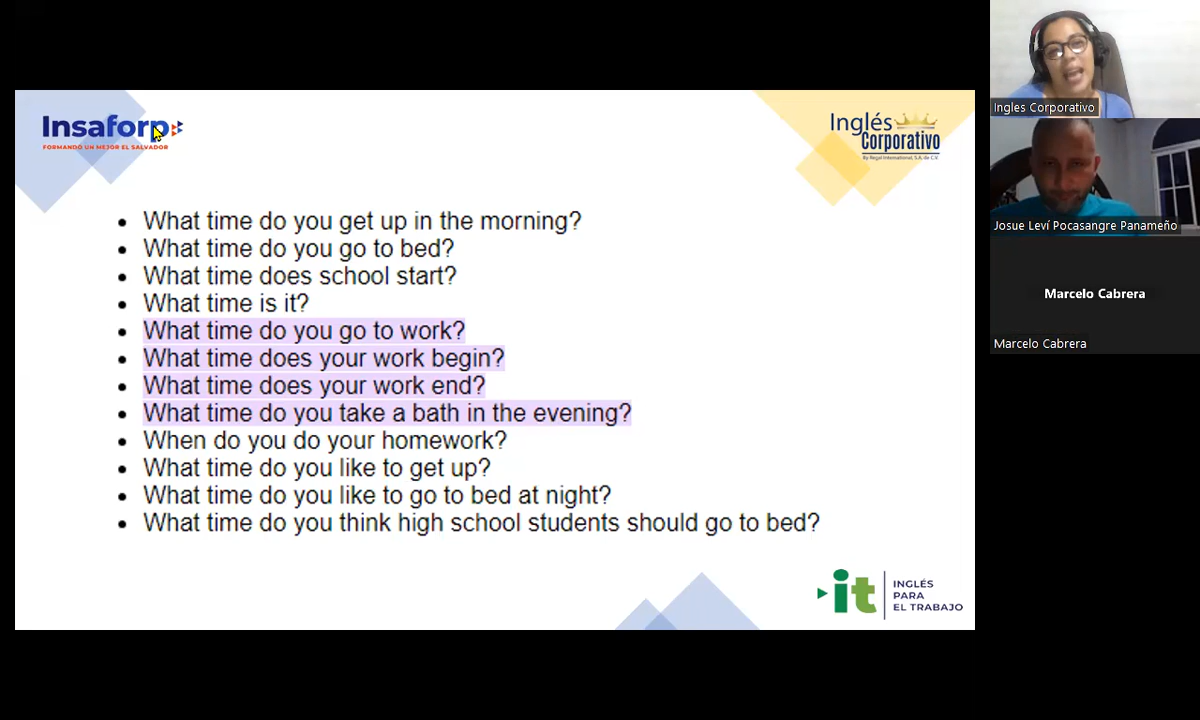 Insaforp
FORMANDO UN MEJOR EL SALVADOR
Inglés
Corporativo
By Regal International, S.A. de C.V.
• What time do you get up in the morning?
• What time do you go to bed?
• What time does school start?
• What time is it?
• What time do you go to work?
• What time does your work begin?
• What time does your work end?
• What time do you take a bath in the evening?
• When do you do your homework?
• What time do you like to get up?
• What time do you like to go to bed at night?
• What time do you think high school students should go to bed?
it
INGLÉS
PARA
EL TRABAJO
Ingles Corporativo
Josue Leví Pocasangre Panameño
Marcelo Cabrera
Marcelo Cabrera